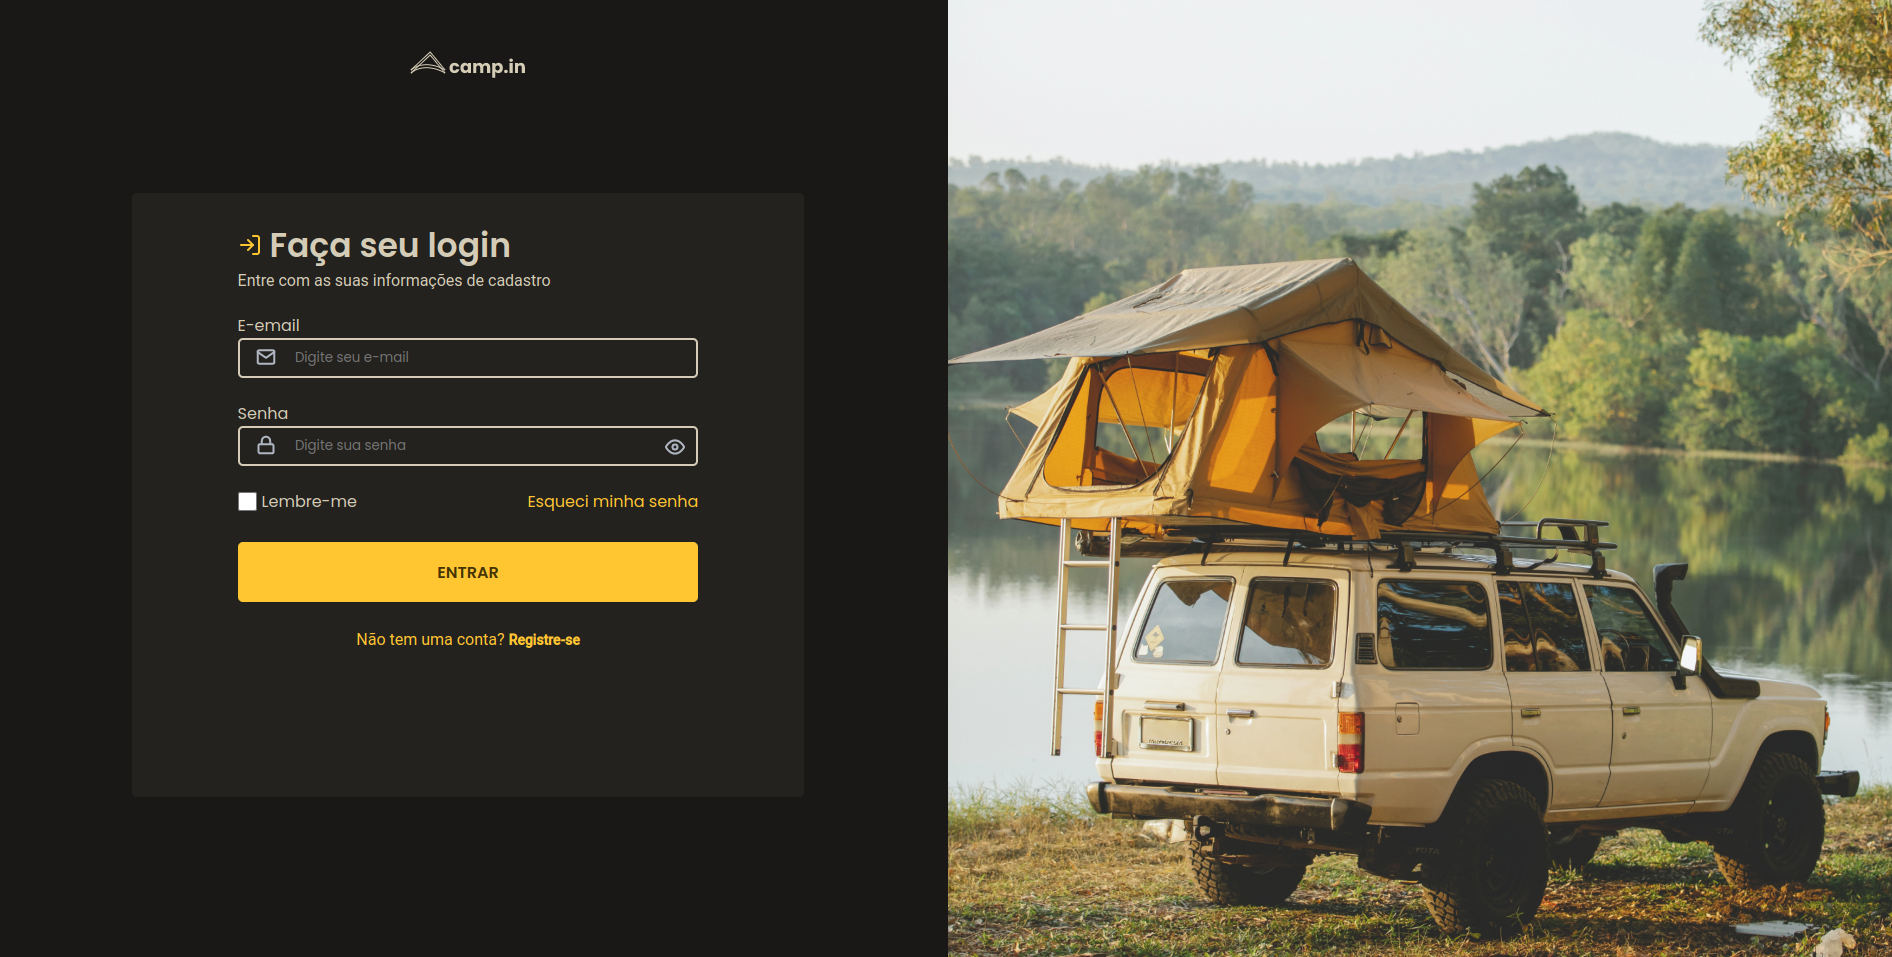 camp.in
Faça seu login
Entre com as suas informações de cadastro
E-email
Digite seu e-mail
Senha
Digite sua senha
Lembre-me
Esqueci minha senha
ENTRAR
Não tem uma conta? Registre-se